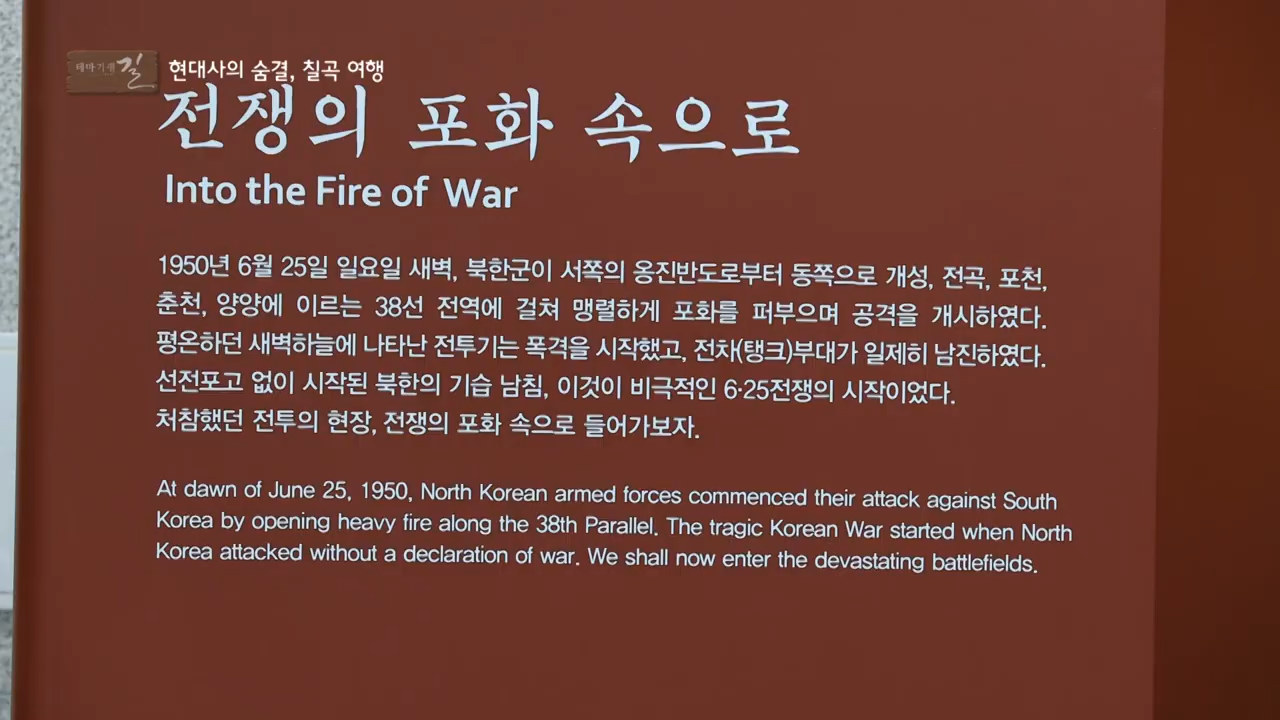 테마기행 길
현대사의 숨결, 칠곡 여행
전쟁의 포화 속으로
Into the Fire of War
1950년 6월 25일 일요일 새벽, 북한군이 서쪽의 옹진반도로부터 동쪽으로 개성, 전곡, 포천,
춘천, 양양에 이르는 38선 전역에 걸쳐 맹렬하게 포화를 퍼부으며 공격을 개시하였다.
평온하던 새벽하늘에 나타난 전투기는 폭격을 시작했고, 전차(탱크)부대가 일제히 남진하였다.
선전포고 없이 시작된 북한의 기습 남침, 이것이 비극적인 6·25전쟁의 시작이었다.
처참했던 전투의 현장, 전쟁의 포화 속으로 들어가보자.
At dawn of June 25, 1950, North Korean armed forces commenced their attack against South
Korea by opening heavy fire along the 38th Parallel. The tragic Korean War started when North
Korea attacked without a declaration of war. We shall now enter the devastating battlefields.